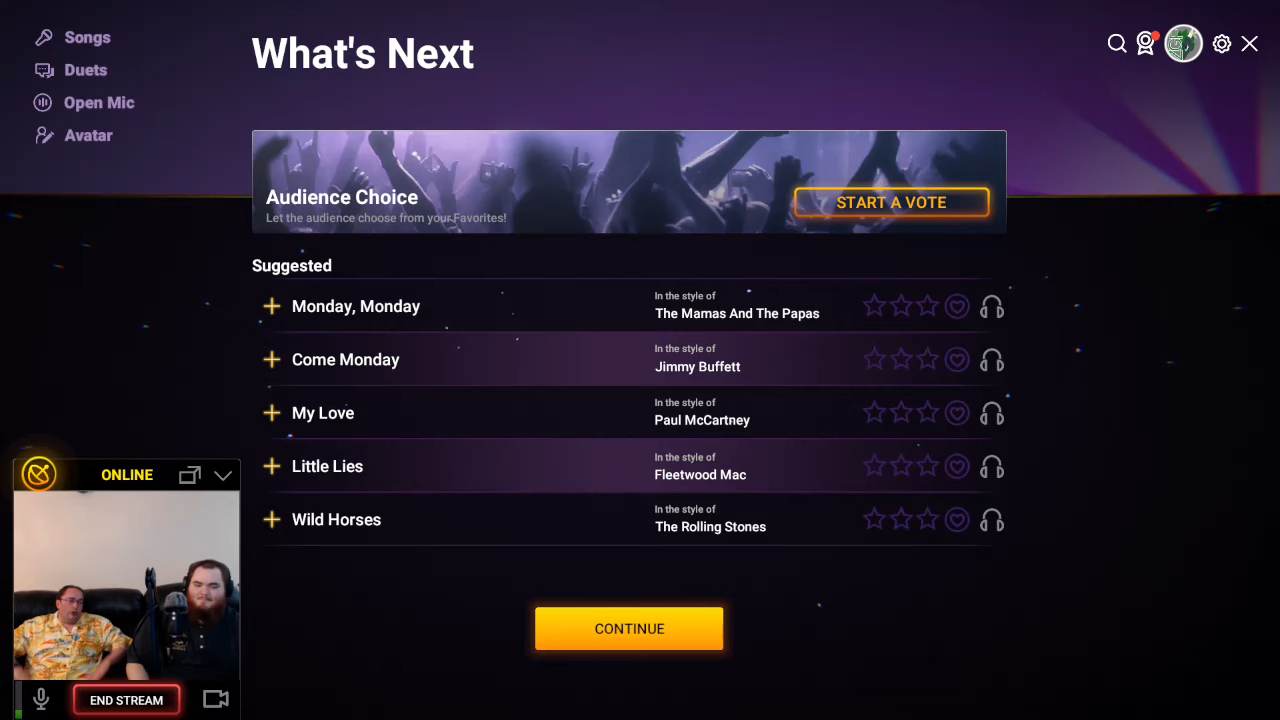 Songs
Duets
Open Mic
Avatar
What's Next
Audience Choice
Let the audience choose from your Favorites!
START A VOTE
Suggested
Monday, Monday
In the style of
The Mamas And The Papas
Come Monday
In the style of
Jimmy Buffett
My Love
In the style of
Paul McCartney
Little Lies
In the style of
Fleetwood Mac
Wild Horses
In the style of
The Rolling Stones
CONTINUE
ONLINE
END STREAM